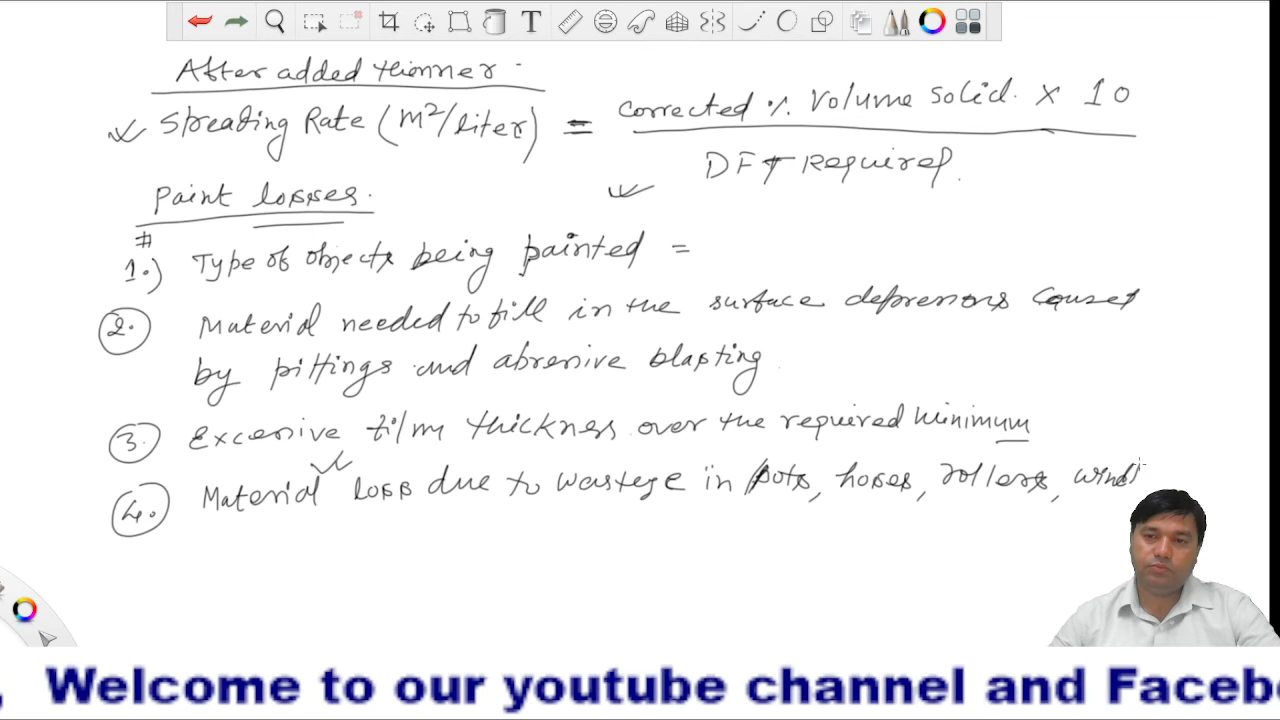 After added thinner
Spreading Rate (m²/liter) = corrected % Volume solid. X 10
DFT Required.
Paint losses.
#
1.) Type of objects being painted =
2. Material needed to fill in the surface depressions caused
by pittings and abrasive blasting
3. Excessive film thickness over the required minimum
4. Material loss due to wastege in pots, hoses, rollers, wind
Welcome to our youtube channel and Faceb